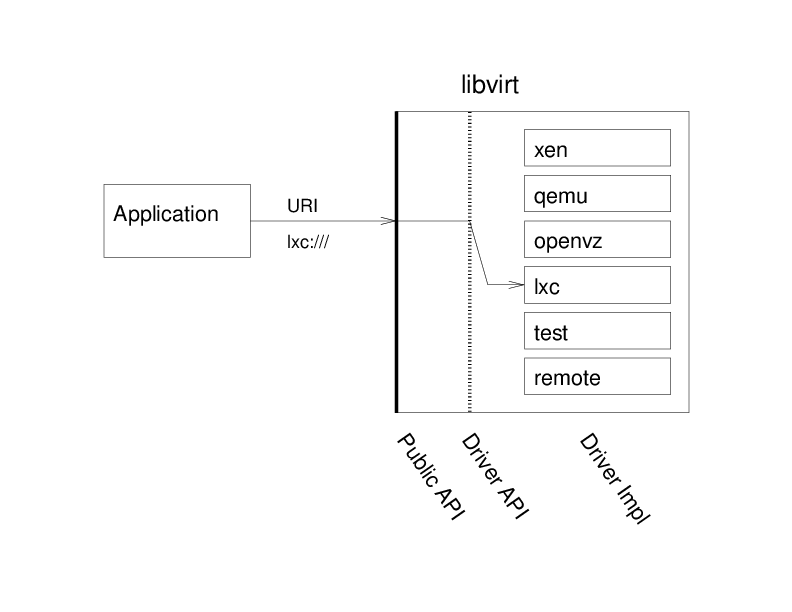 libvirt
xen
qemu
openvz
lxc
test
remote
Application
URI
lxc:///
Public API
Driver API
Driver Impl